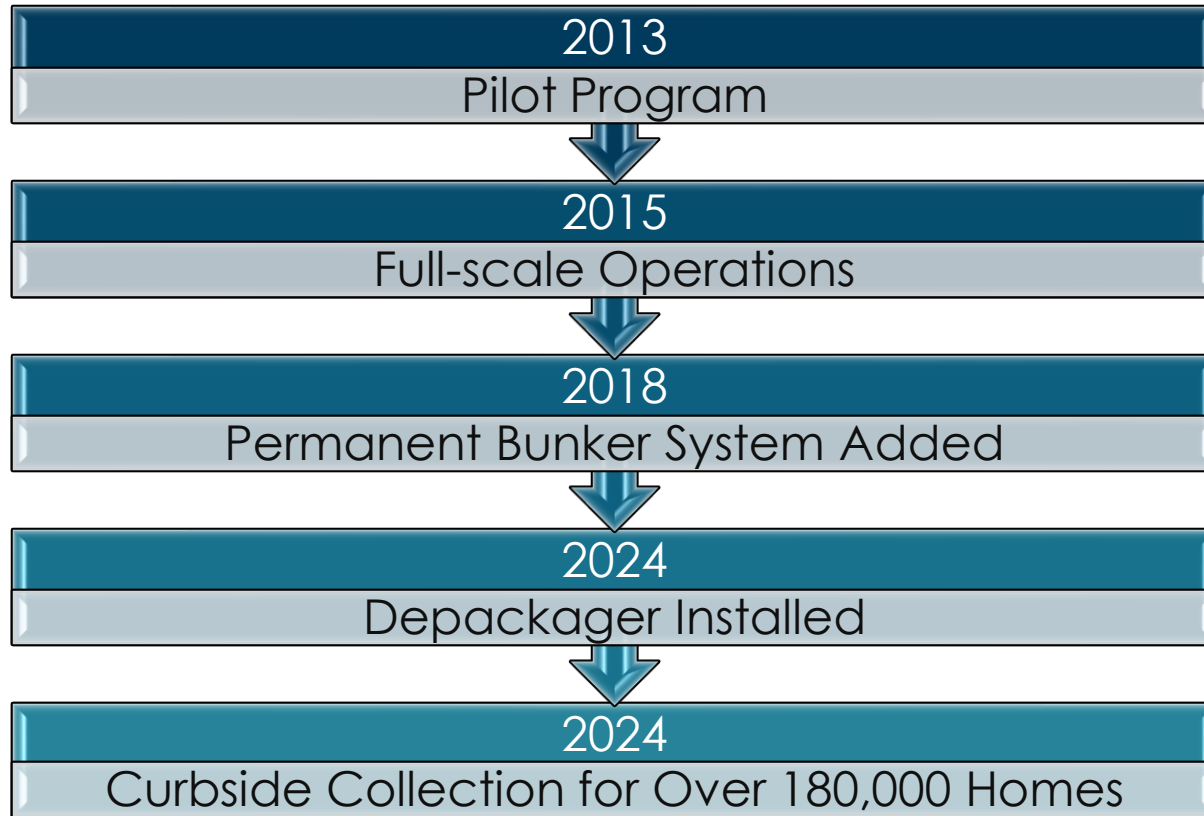 2013
Pilot Program
2015
Full-scale Operations
2018
Permanent Bunker System Added
2024
Depackager Installed
2024
Curbside Collection for Over 180,000 Homes